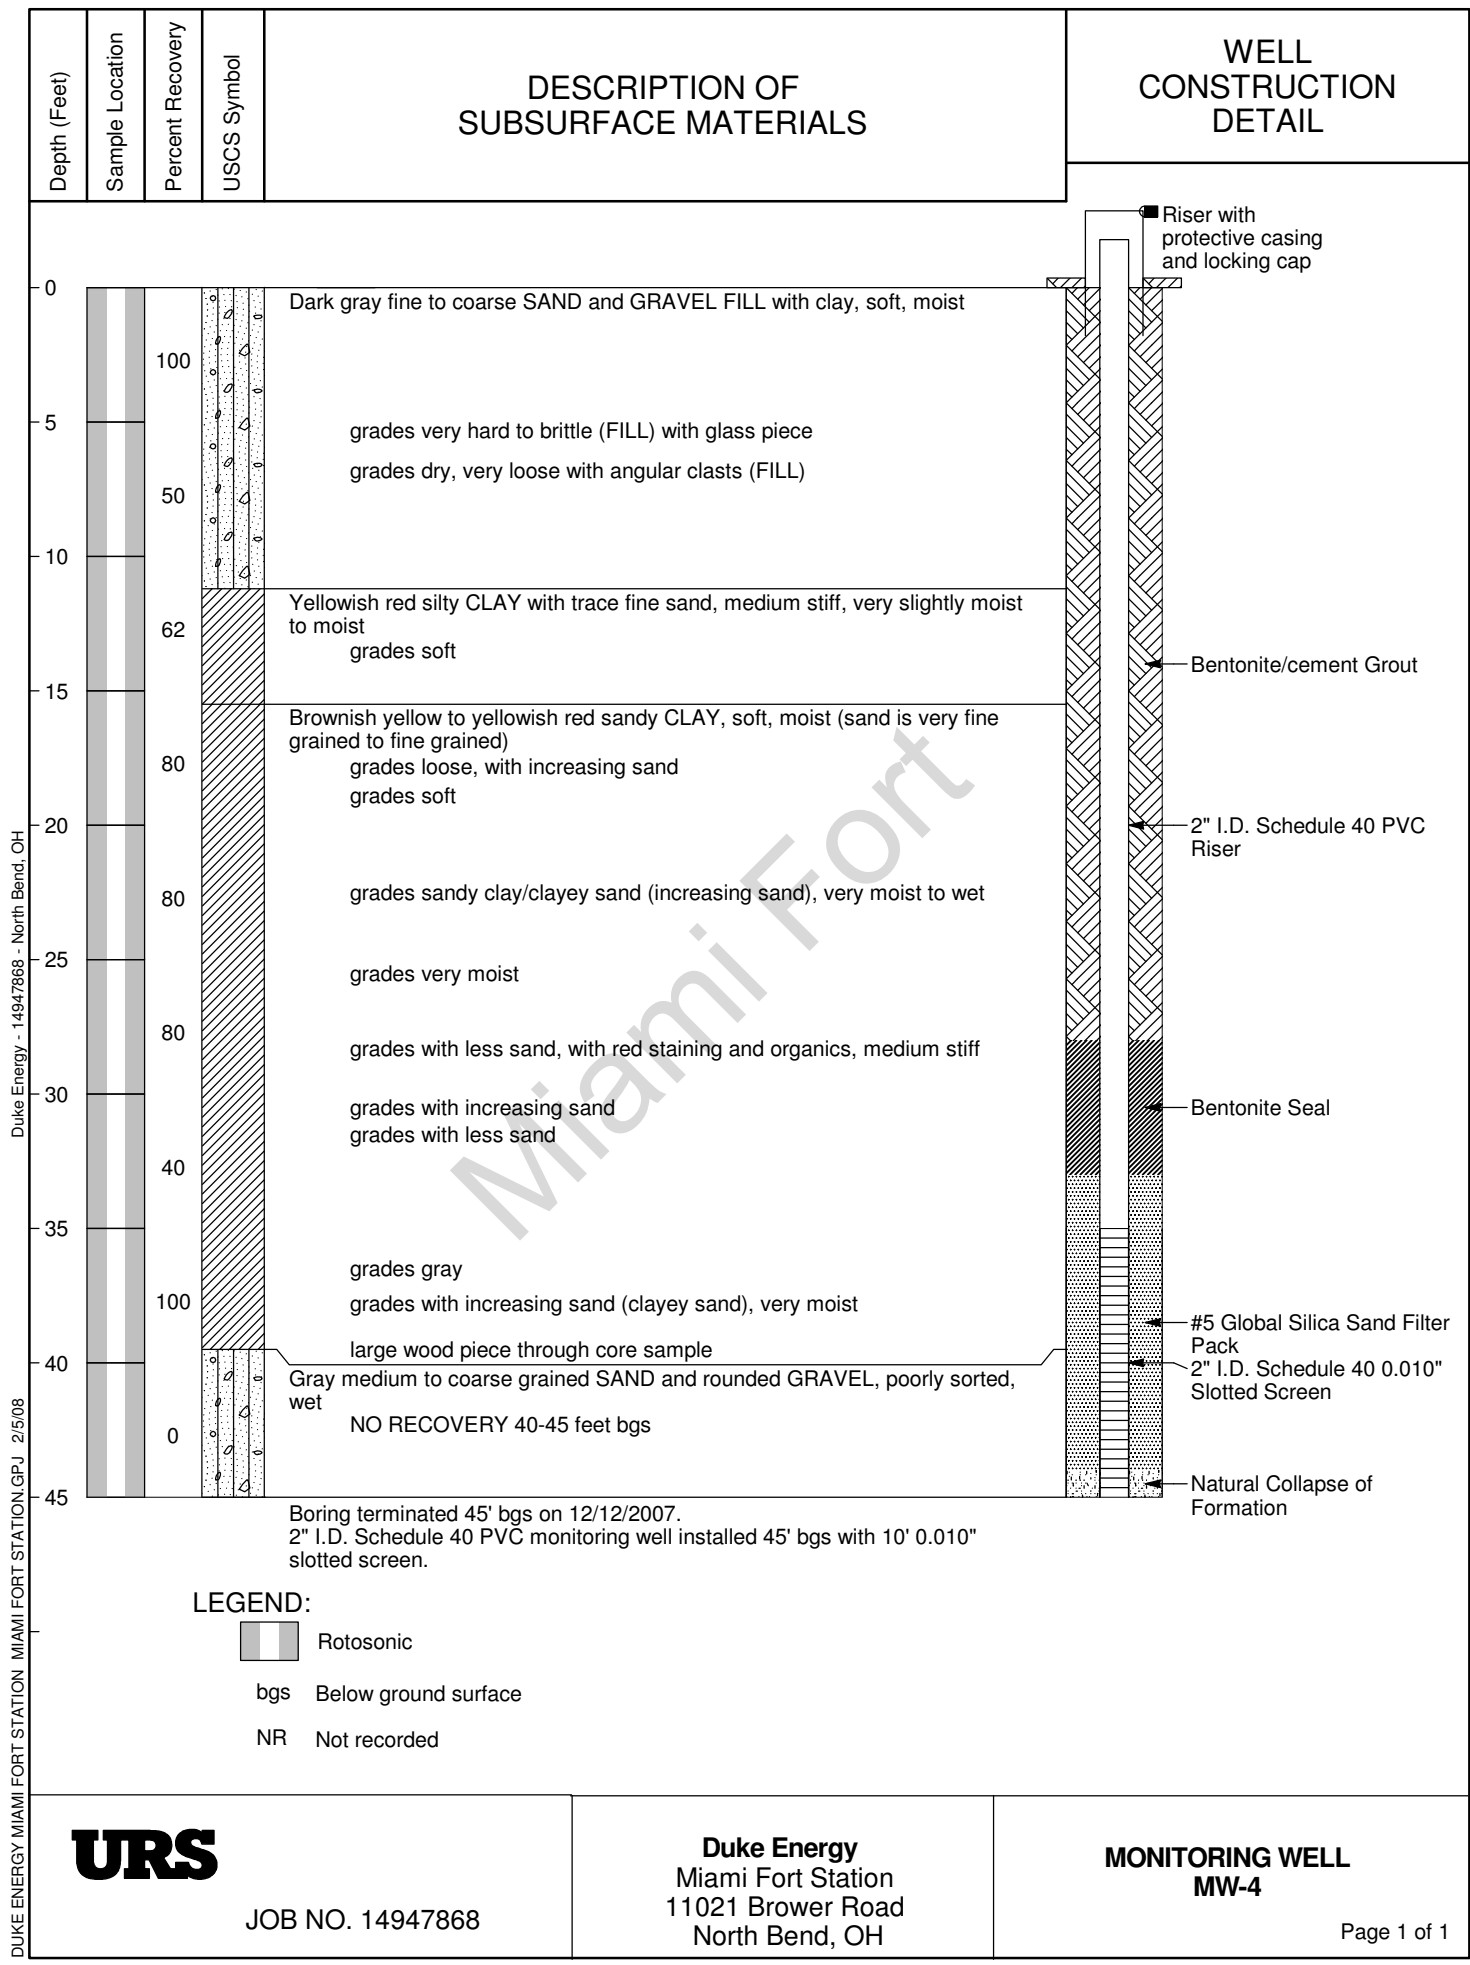 Depth (Feet)
Sample Location
Percent Recovery
USCS Symbol
DESCRIPTION OF
SUBSURFACE MATERIALS
WELL
CONSTRUCTION
DETAIL
Riser with
protective casing
and locking cap
0
Dark gray fine to coarse SAND and GRAVEL FILL with clay, soft, moist
100
5
grades very hard to brittle (FILL) with glass piece
grades dry, very loose with angular clasts (FILL)
50
10
Yellowish red silty CLAY with trace fine sand, medium stiff, very slightly moist
to moist
62
grades soft
Bentonite/cement Grout
15
Brownish yellow to yellowish red sandy CLAY, soft, moist (sand is very fine
grained to fine grained)
80
grades loose, with increasing sand
grades soft
20
2" I.D. Schedule 40 PVC
Riser
80
grades sandy clay/clayey sand (increasing sand), very moist to wet
25
grades very moist
80
grades with less sand, with red staining and organics, medium stiff
30
grades with increasing sand
Bentonite Seal
grades with less sand
40
35
grades gray
100
grades with increasing sand (clayey sand), very moist
#5 Global Silica Sand Filter
Pack
large wood piece through core sample
40
2" I.D. Schedule 40 0.010"
Slotted Screen
Gray medium to coarse grained SAND and rounded GRAVEL, poorly sorted,
wet
NO RECOVERY 40-45 feet bgs
0
Natural Collapse of
Formation
45
Boring terminated 45' bgs on 12/12/2007.
2" I.D. Schedule 40 PVC monitoring well installed 45' bgs with 10' 0.010"
slotted screen.
Miami Fort
LEGEND:
Rotosonic
bgs Below ground surface
NR Not recorded
DUKE ENERGY MIAMI FORT STATION MIAMI FORT STATION.GPJ 2/5/08
Duke Energy - 14947868 - North Bend, OH
URS
JOB NO. 14947868
Duke Energy
Miami Fort Station
11021 Brower Road
North Bend, OH
MONITORING WELL
MW-4
Page 1 of 1